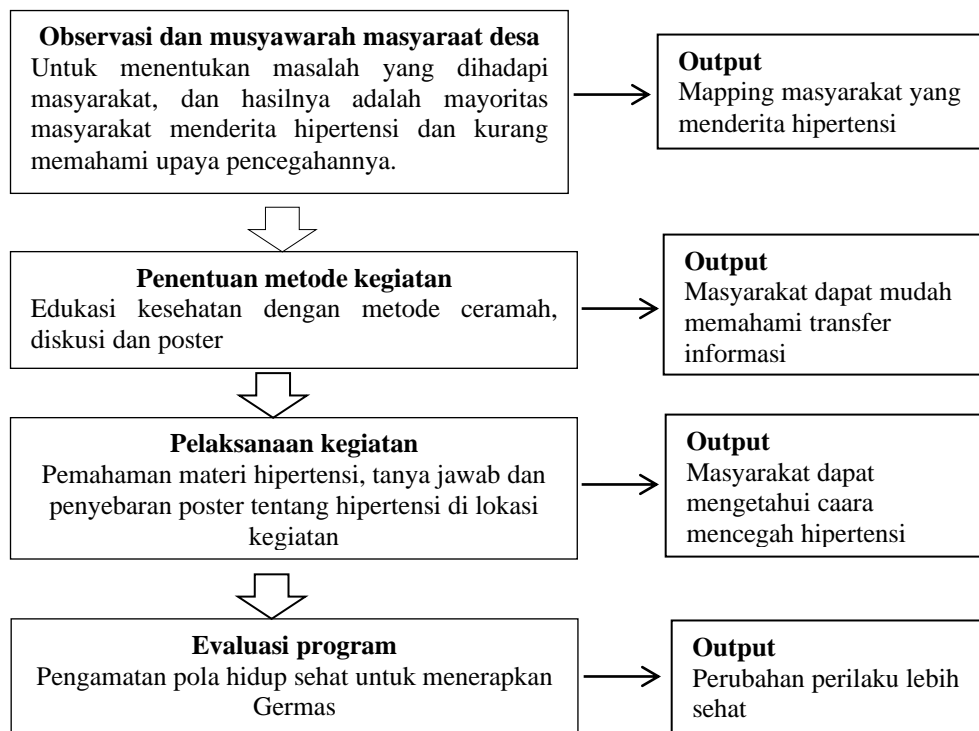 Observasi dan musyawarah masyaraat desa
Untuk menentukan masalah yang dihadapi
masyarakat, dan hasilnya adalah mayoritas
masyarakat menderita hipertensi dan kurang
memahami upaya pencegahannya.
Output
Mapping masyarakat yang
menderita hipertensi
Penentuan metode kegiatan
Edukasi kesehatan dengan metode ceramah,
diskusi dan poster
Output
Masyarakat dapat mudah
memahami transfer
informasi
Pelaksanaan kegiatan
Pemahaman materi hipertensi, tanya jawab dan
penyebaran poster tentang hipertensi di lokasi
kegiatan
Output
Masyarakat dapat
mengetahui caara
mencegah hipertensi
Evaluasi program
Pengamatan pola hidup sehat untuk menerapkan
Germas
Output
Perubahan perilaku lebih
sehat